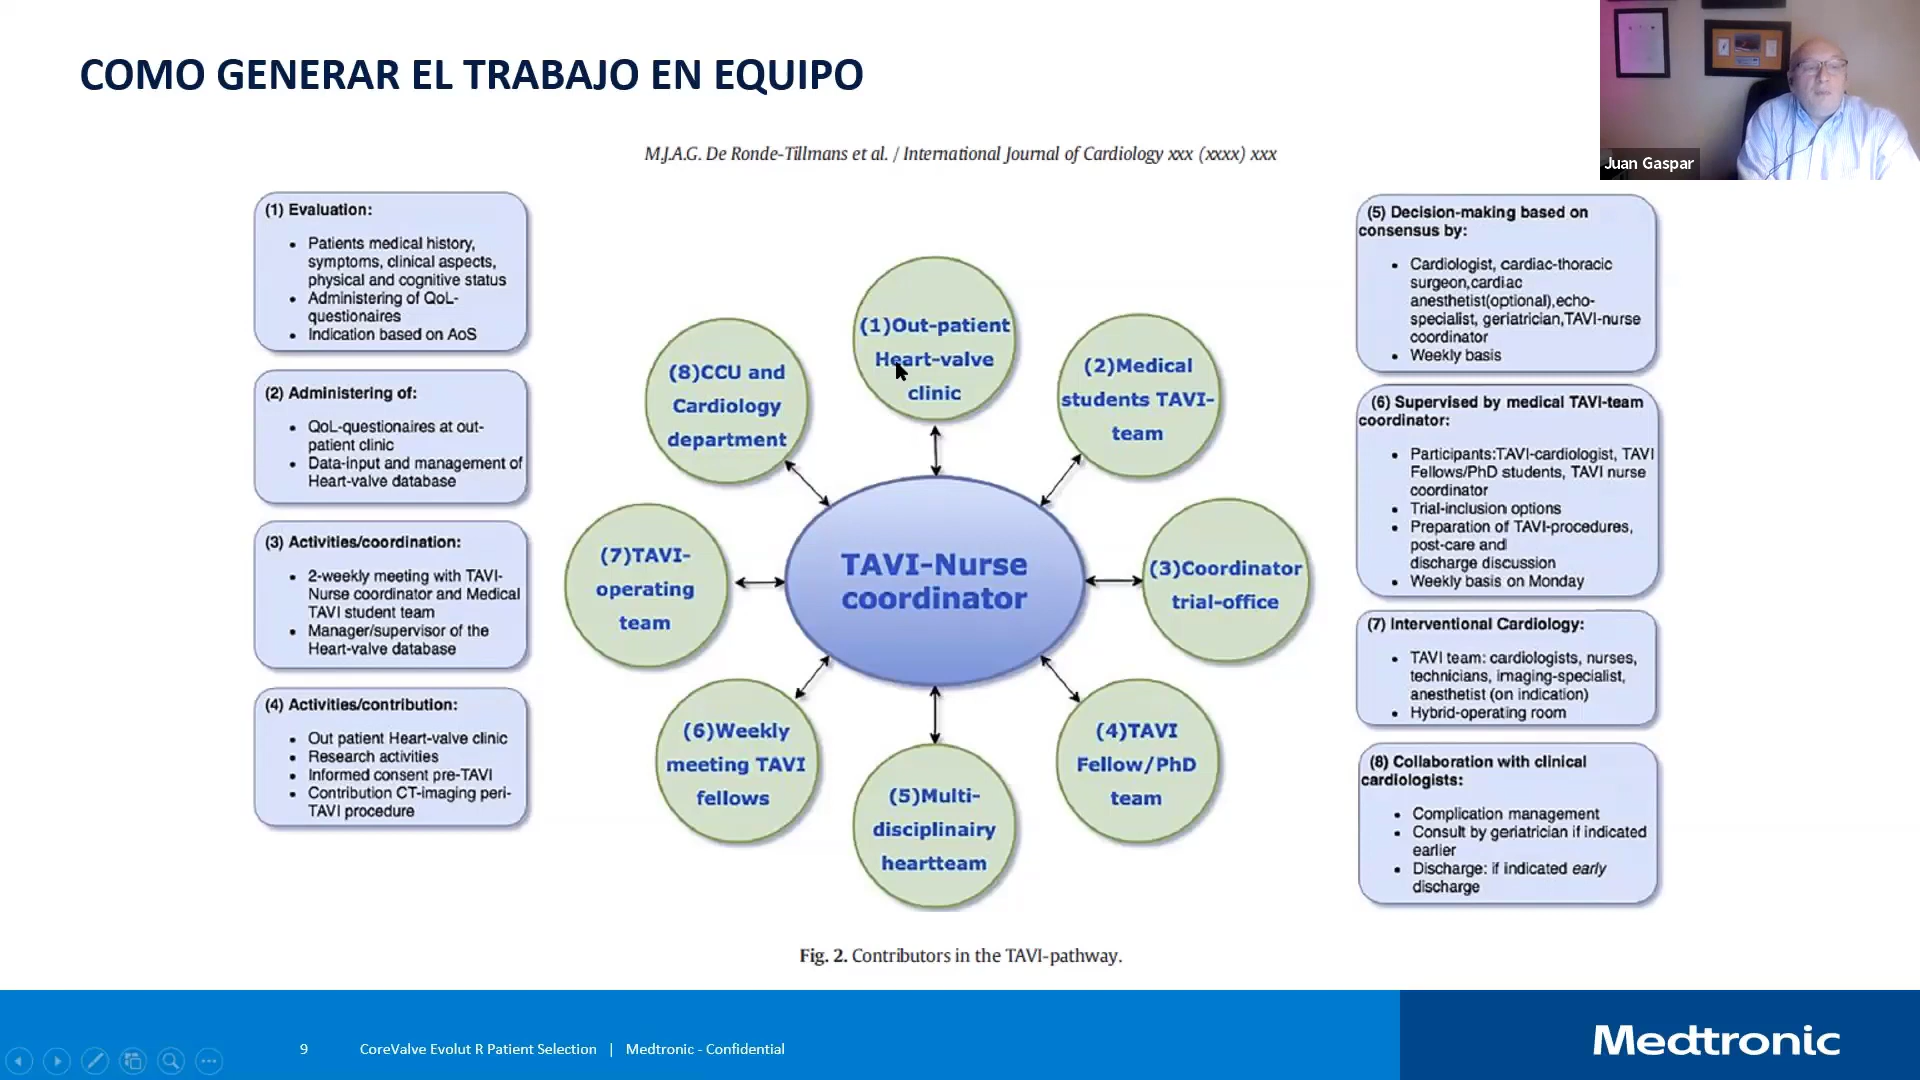 COMO GENERAR EL TRABAJO EN EQUIPO
Juan Gaspar
M.J.A.G. De Ronde-Tillmans et al. / International Journal of Cardiology xxx (xxxx) xxx
(1) Evaluation:
• Patients medical history,
symptoms, clinical aspects,
physical and cognitive status
• Administering of QoL-
questionaires
• Indication based on AoS
(2) Administering of:
• QoL-questionaires at out-
patient clinic
• Data-input and management of
Heart-valve database
(3) Activities/coordination:
• 2-weekly meeting with TAVI-
Nurse coordinator and Medical
TAVI student team
• Manager/supervisor of the
Heart-valve database
(4) Activities/contribution:
• Out patient Heart-valve clinic
• Research activities
• Informed consent pre-TAVI
• Contribution CT-imaging peri-
TAVI procedure
(1)Out-patient
Heart-valve
clinic
(2)Medical
students TAVI-
team
(3)Coordinator
trial-office
(4)TAVI
Fellow/PhD
team
(5)Multi-
disciplinairy
heartteam
(6)Weekly
meeting TAVI
fellows
(7)TAVI-
operating
team
(8)CCU and
Cardiology
department
TAVI-Nurse
coordinator
(5) Decision-making based on
consensus by:
• Cardiologist, cardiac-thoracic
surgeon,cardiac
anesthetist(optional),echo-
specialist, geriatrician,TAVI-nurse
coordinator
• Weekly basis
(6) Supervised by medical TAVI-team
coordinator:
• Participants:TAVI-cardiologist, TAVI
Fellows/PhD students, TAVI nurse
coordinator
• Trial-inclusion options
• Preparation of TAVI-procedures,
post-care and
discharge discussion
• Weekly basis on Monday
(7) Interventional Cardiology:
• TAVI team: cardiologists, nurses,
technicians, imaging-specialist,
anesthetist (on indication)
• Hybrid-operating room
(8) Collaboration with clinical
cardiologists:
• Complication management
• Consult by geriatrician if indicated
earlier
• Discharge: if indicated early
discharge
Fig. 2. Contributors in the TAVI-pathway.
9 CoreValve Evolut R Patient Selection | Medtronic - Confidential
Medtronic